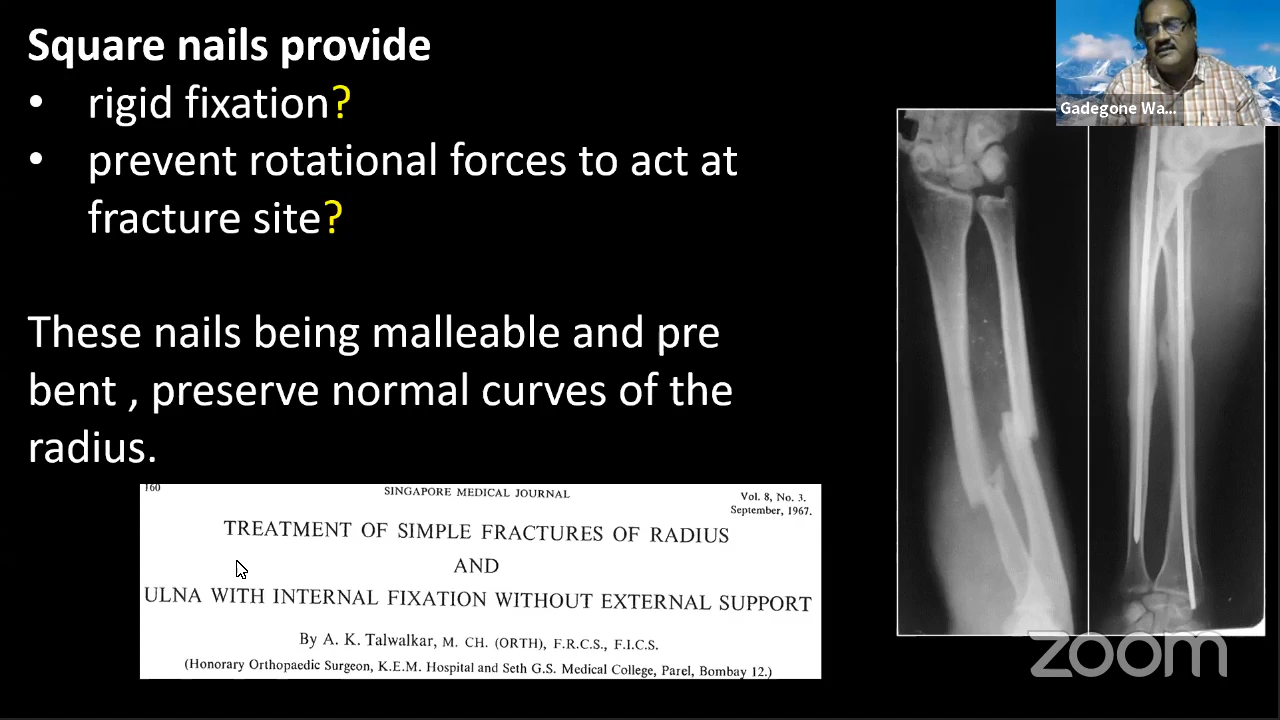 Square nails provide
• rigid fixation?
• prevent rotational forces to act at
fracture site?
These nails being malleable and pre
bent , preserve normal curves of the
radius.
160
SINGAPORE MEDICAL JOURNAL
Vol. 8, No. 3.
September, 1967.
TREATMENT OF SIMPLE FRACTURES OF RADIUS
AND
ULNA WITH INTERNAL FIXATION WITHOUT EXTERNAL SUPPORT
By A. K. Talwalkar, M. CH. (ORTH), F.R.C.S., F.I.C.S.
(Honorary Orthopaedic Surgeon, K.E.M. Hospital and Seth G.S. Medical College, Parel, Bombay 12.)
Gadegone Wa...
zoom